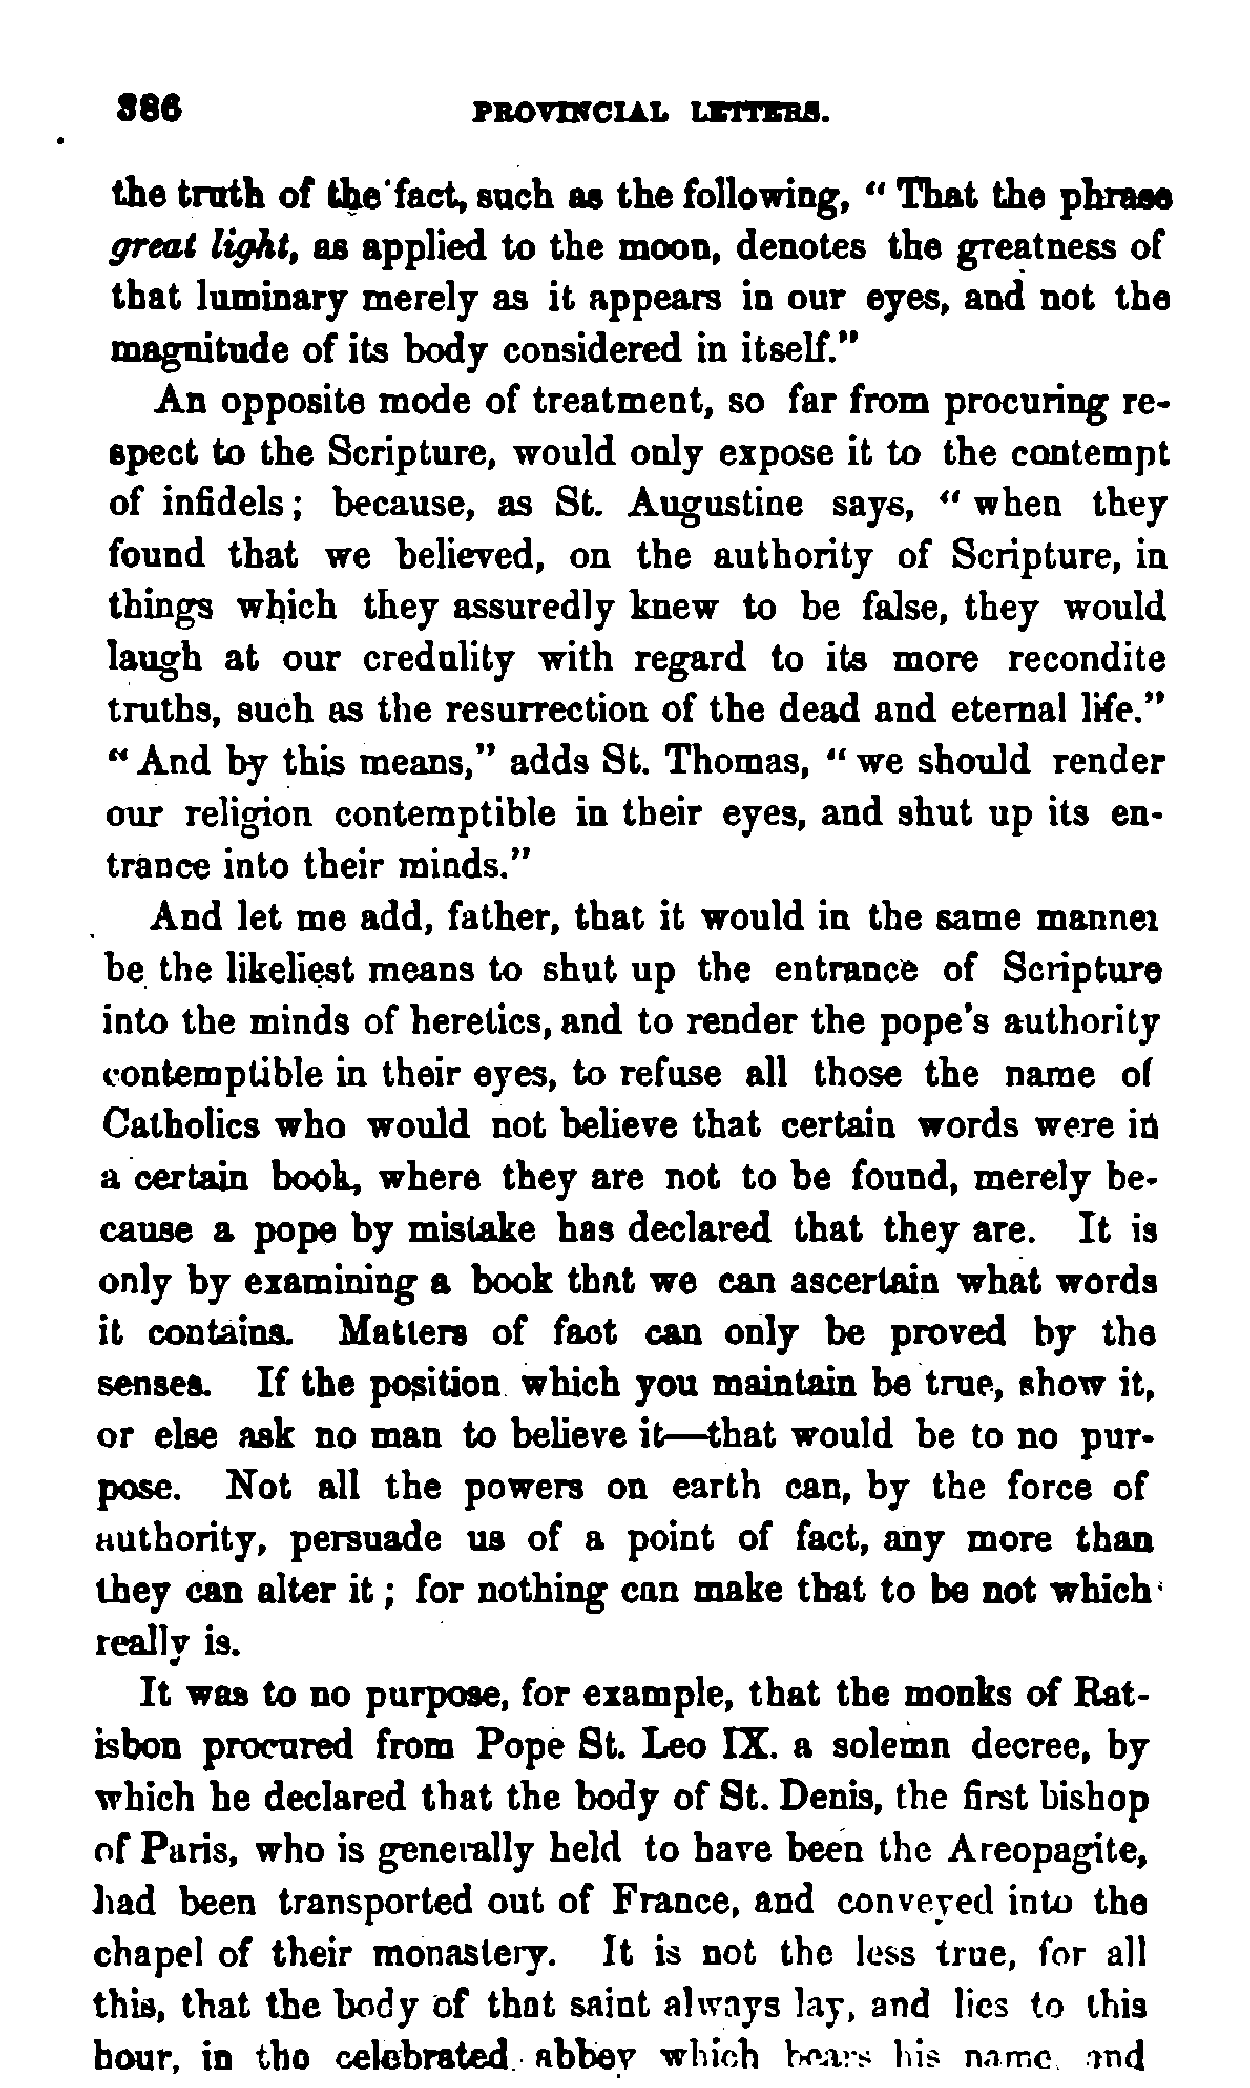 386 PROVINCIAL LETTERS.
the truth of the fact, such as the following, " That the phrase
great light, as applied to the moon, denotes the greatness of
that luminary merely as it appears in our eyes, and not the
magnitude of its body considered in itself."
An opposite mode of treatment, so far from procuring re-
spect to the Scripture, would only expose it to the contempt
of infidels ; because, as St. Augustine says, " when they
found that we believed, on the authority of Scripture, in
things which they assuredly knew to be false, they would
laugh at our credulity with regard to its more recondite
truths, such as the resurrection of the dead and eternal life."
" And by this means," adds St. Thomas, " we should render
our religion contemptible in their eyes, and shut up its en-
trance into their minds."
And let me add, father, that it would in the same manner
be the likeliest means to shut up the entrance of Scripture
into the minds of heretics, and to render the pope's authority
contemptible in their eyes, to refuse all those the name of
Catholics who would not believe that certain words were in
a certain book, where they are not to be found, merely be-
cause a pope by mistake has declared that they are. It is
only by examining a book that we can ascertain what words
it contains. Matters of fact can only be proved by the
senses. If the position which you maintain be true, show it,
or else ask no man to believe it—that would be to no pur-
pose. Not all the powers on earth can, by the force of
authority, persuade us of a point of fact, any more than
they can alter it ; for nothing can make that to be not which
really is.
It was to no purpose, for example, that the monks of Rat-
isbon procured from Pope St. Leo IX. a solemn decree, by
which he declared that the body of St. Denis, the first bishop
of Paris, who is generally held to have been the Areopagite,
had been transported out of France, and conveyed into the
chapel of their monastery. It is not the less true, for all
this, that the body of that saint always lay, and lies to this
hour, in the celebrated abbey which bears his name, and